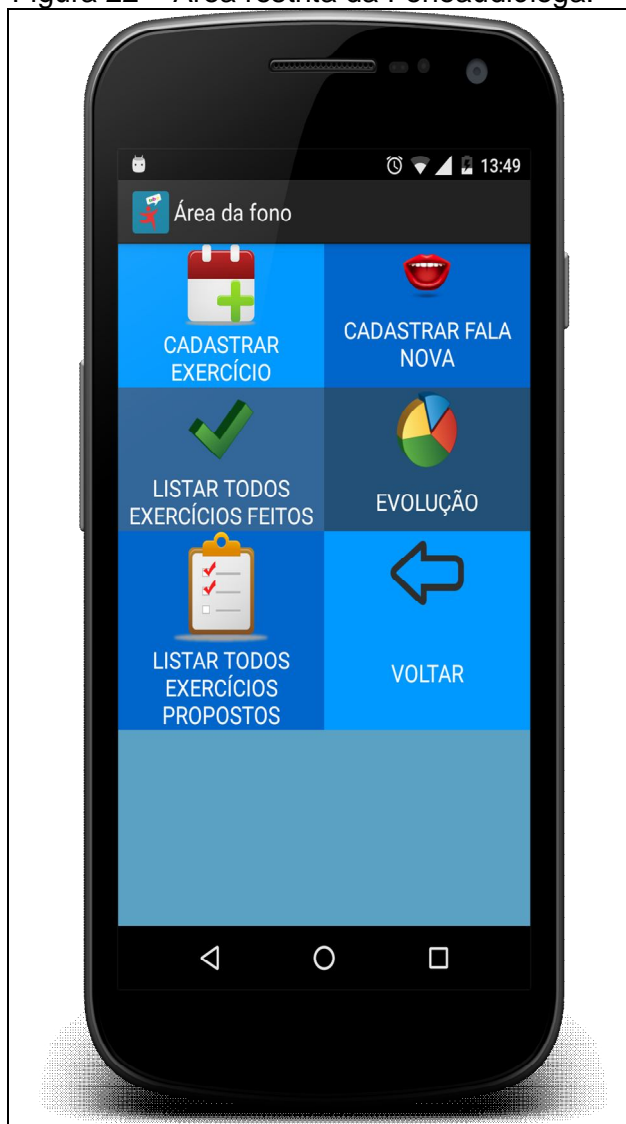 Figura 22 – Área restrita da Fonoaudióloga.
13:49
Área da fono
CADASTRAR
EXERCÍCIO
CADASTRAR FALA
NOVA
LISTAR TODOS
EXERCÍCIOS FEITOS
EVOLUÇÃO
LISTAR TODOS
EXERCÍCIOS
PROPOSTOS
VOLTAR